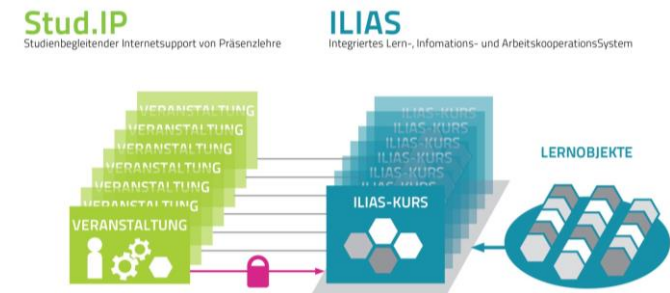 Stud.IP
Studienbegleitender Internetsupport von Präsenzlehre
ILIAS
Integriertes Lern-, Infomations- und ArbeitskooperationsSystem
VERANSTALTUNG
VERANSTALTUNG
VERANSTALTUNG
VERANSTALTUNG
VERANSTALTUNG
VERANSTALTUNG
VERANSTALTUNG
ILIAS-KURS
ILIAS-KURS
ILIAS-KURS
ILIAS-KURS
ILIAS-KURS
ILIAS-KURS
LERNOBJEKTE